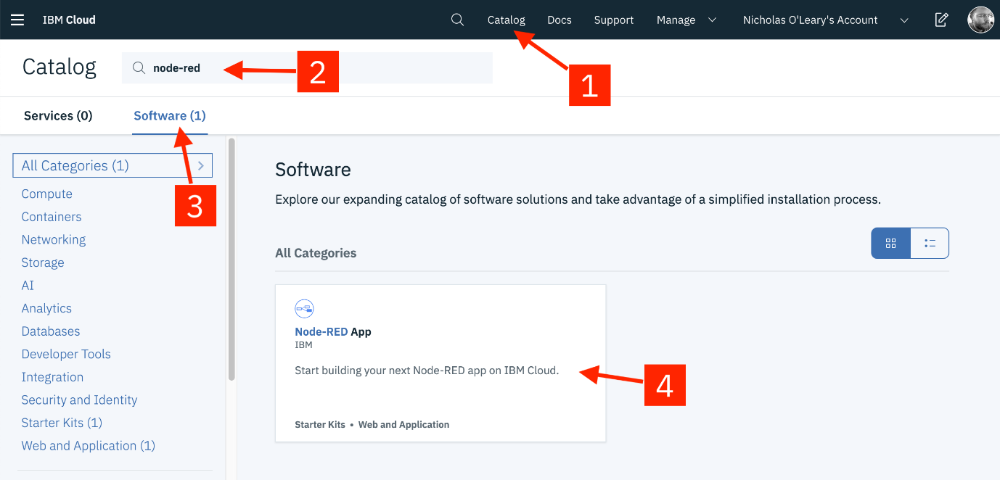 IBM Cloud Catalog Docs Support Manage Nicholas O'Leary's Account
1
Catalog node-red 2
Services (0) Software (1)
3
All Categories (1)
Compute
Containers
Networking
Storage
AI
Analytics
Databases
Developer Tools
Integration
Security and Identity
Starter Kits (1)
Web and Application (1)
Software
Explore our expanding catalog of software solutions and take advantage of a simplified installation process.
All Categories
Node-RED App
IBM
Start building your next Node-RED app on IBM Cloud.
4
Starter Kits • Web and Application